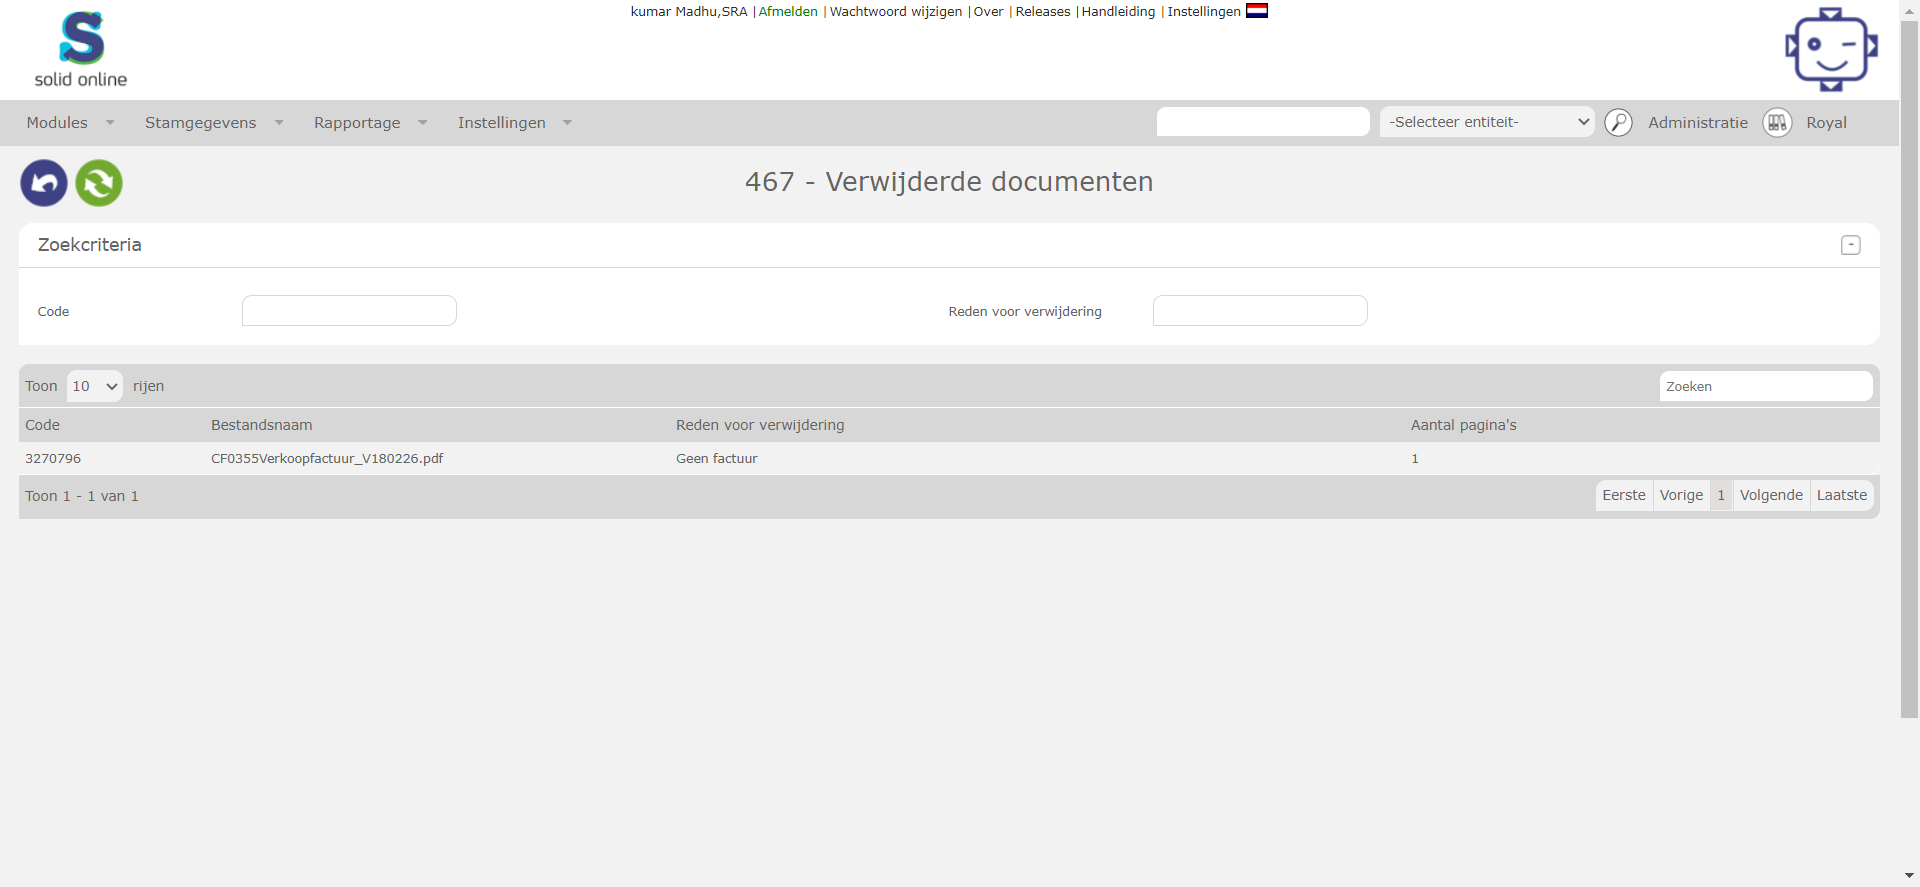 kumar Madhu,SRA |Afmelden |Wachtwoord wijzigen |Over |Releases |Handleiding |Instellingen
S
solid online
Modules Stamgegevens Rapportage Instellingen -Selecteer entiteit- Administratie Royal
467 - Verwijderde documenten
Zoekcriteria -
Code Reden voor verwijdering
Toon 10 rijen Zoeken
Code Bestandsnaam Reden voor verwijdering Aantal pagina's
3270796 CF0355Verkoopfactuur_V180226.pdf Geen factuur 1
Toon 1 - 1 van 1 Eerste Vorige 1 Volgende Laatste